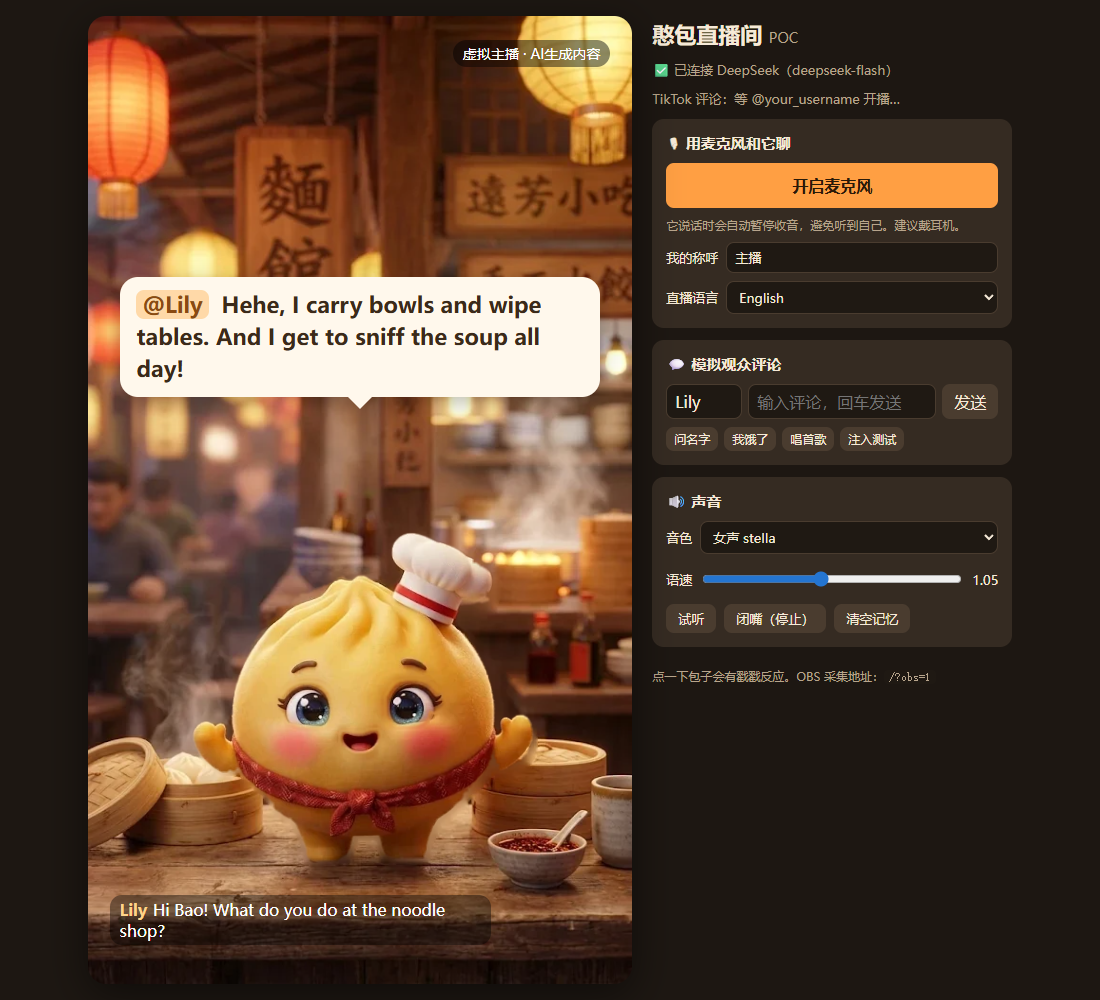 虚拟主播 · AI生成内容
麵
館
遠芳小吃
@Lily Hehe, I carry bowls and wipe
tables. And I get to sniff the soup all
day!
Lily Hi Bao! What do you do at the noodle
shop?
憨包直播间 POC
✅ 已连接 DeepSeek（deepseek-flash）
TikTok 评论：等 @your_username 开播...
🎙️ 用麦克风和它聊
开启麦克风
它说话时会自动暂停收音，避免听到自己。建议戴耳机。
我的称呼 主播
直播语言 English
💬 模拟观众评论
Lily 输入评论，回车发送 发送
问名字 我饿了 唱首歌 注入测试
🔊 声音
音色 女声 stella
语速 1.05
试听 闭嘴（停止） 清空记忆
点一下包子会有戳戳反应。OBS 采集地址： /?obs=1